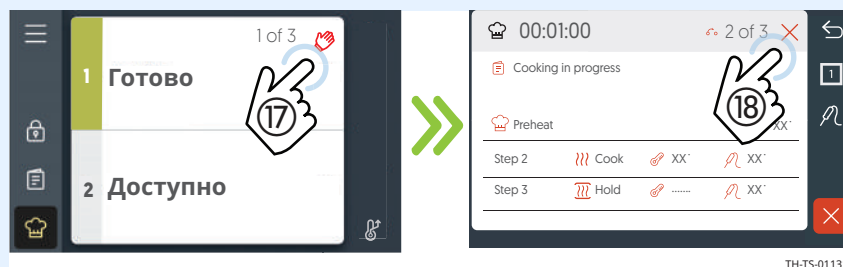 1 of 3
1 Готово
17
2 Доступно
00:01:00 2 of 3
Cooking in progress
18
Preheat XX˚
Step 2 Cook XX˚ XX˚
Step 3 Hold ....... XX˚
1
TH-TS-0113